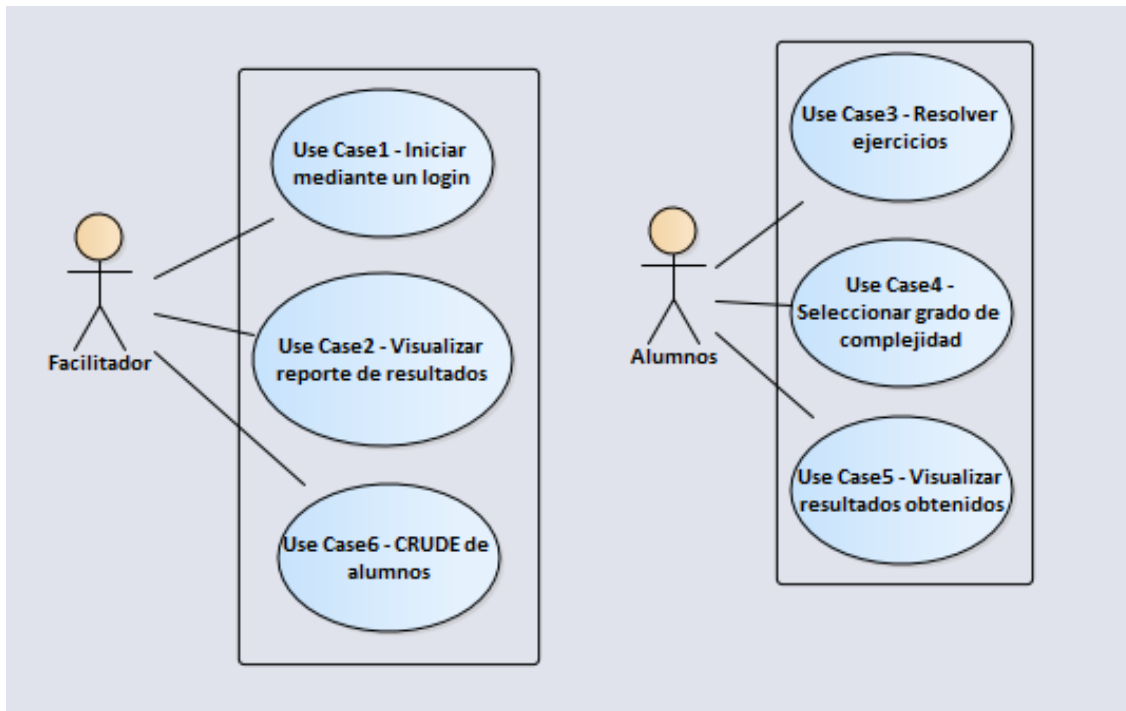 Use Case1 - Iniciar
mediante un login
Facilitador
Use Case2 - Visualizar
reporte de resultados
Use Case6 - CRUDE de
alumnos
Use Case3 - Resolver
ejercicios
Alumnos
Use Case4 -
Seleccionar grado de
complejidad
Use Case5 - Visualizar
resultados obtenidos